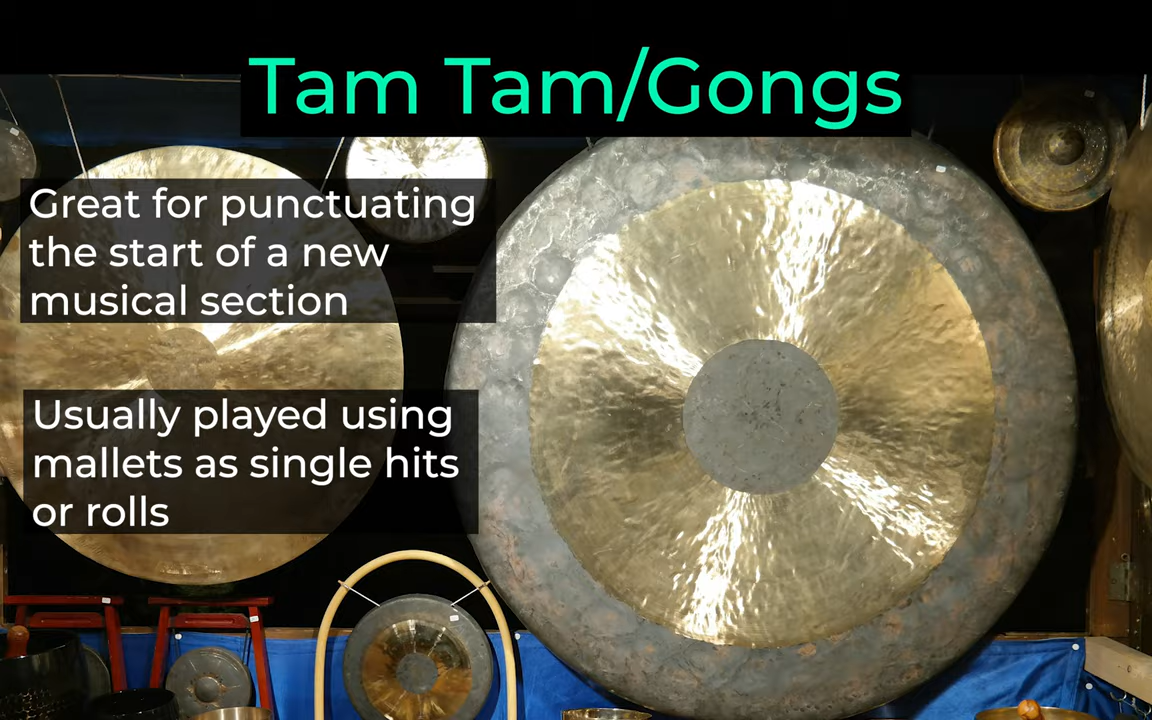 Tam Tam/Gongs
Great for punctuating
the start of a new
musical section
Usually played using
mallets as single hits
or rolls